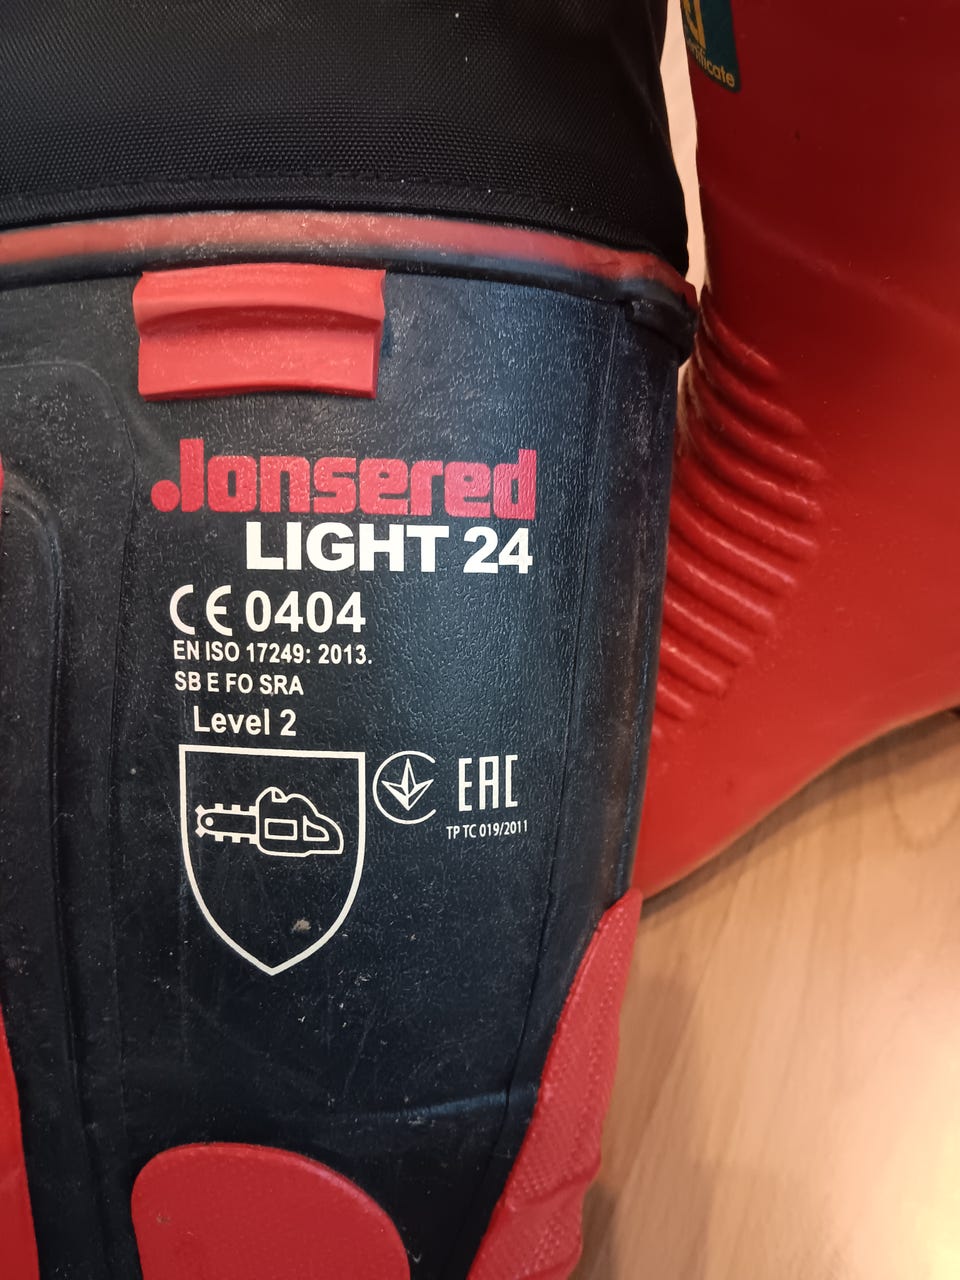 Jonsered
LIGHT 24
CE 0404
EN ISO 17249: 2013.
SB E FO SRA
Level 2
EAC
TP TC 019/2011